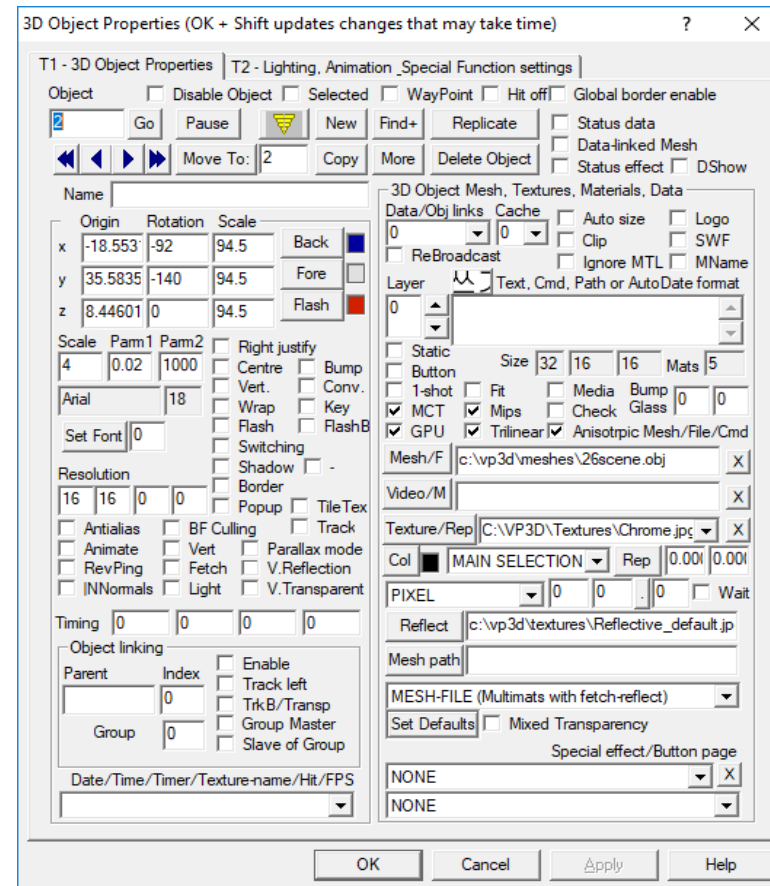 3D Object Properties (OK + Shift updates changes that may take time) ? X
T1 - 3D Object Properties T2 - Lighting, Animation _Special Function settings
Object Disable Object Selected WayPoint Hit off Global border enable
2 Go Pause New Find+ Replicate Status data
Data-linked Mesh
Move To: 2 Copy More Delete Object Status effect DShow
Name
3D Object Mesh, Textures, Materials, Data
Origin Rotation Scale
x -18.553 -92 94.5 Back
y 35.5835 -140 94.5 Fore
z 8.44601 0 94.5 Flash
Scale Parm1 Parm2
4 0.02 1000
Arial 18
Set Font 0
Right justify
Centre Bump
Vert. Conv.
Wrap Key
Flash FlashB
Switching
Shadow -
Border
Popup TileTex
Track
Resolution
16 16 0 0
Antialias BF Culling
Animate Vert Parallax mode
RevPing Fetch V.Reflection
INNormals Light V.Transparent
Timing 0 0 0 0
Object linking
Parent Index
0
Group 0
Enable
Track left
TrkB/Transp
Group Master
Slave of Group
Date/Time/Timer/Texture-name/Hit/FPS
Data/Obj links Cache
0 0
Auto size Logo
Clip SWF
Ignore MTL MName
ReBroadcast
Layer Text, Cmd, Path or AutoDate format
0
Static
Button Size 32 16 16 Mats 5
1-shot Fit Media Bump
MCT Mips Check Glass 0 0
GPU Trilinear Anisotrpic Mesh/File/Cmd
Mesh/F c:\vp3d\meshes\26scene.obj X
Video/M X
Texture/Rep C:\VP3D\Textures\Chrome.jpg X
Col MAIN SELECTION Rep 0.00 0.00
PIXEL 0 0 . 0 Wait
Reflect c:\vp3d\textures\Reflective_default.jp
Mesh path
MESH-FILE (Multimats with fetch-reflect)
Set Defaults Mixed Transparency
Special effect/Button page
NONE X
NONE
OK Cancel Apply Help